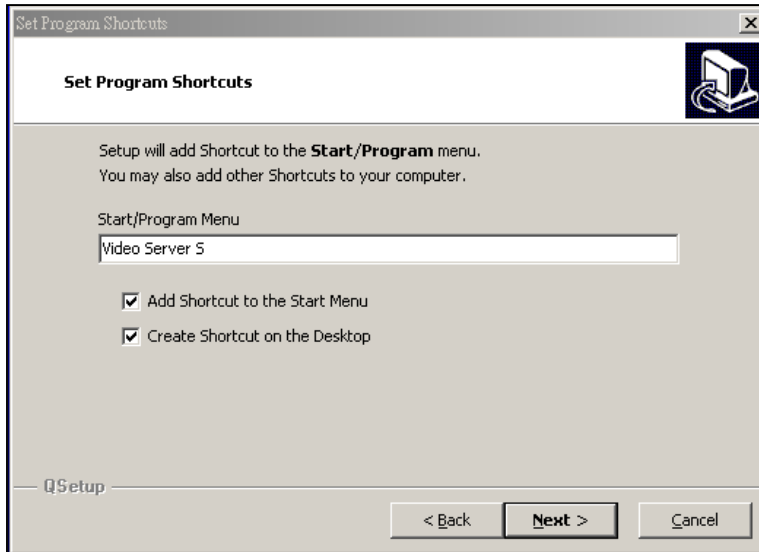 Set Program Shortcuts
Set Program Shortcuts
Setup will add Shortcut to the Start/Program menu.
You may also add other Shortcuts to your computer.
Start/Program Menu
Video Server S
Add Shortcut to the Start Menu
Create Shortcut on the Desktop
QSetup
< Back Next > Cancel